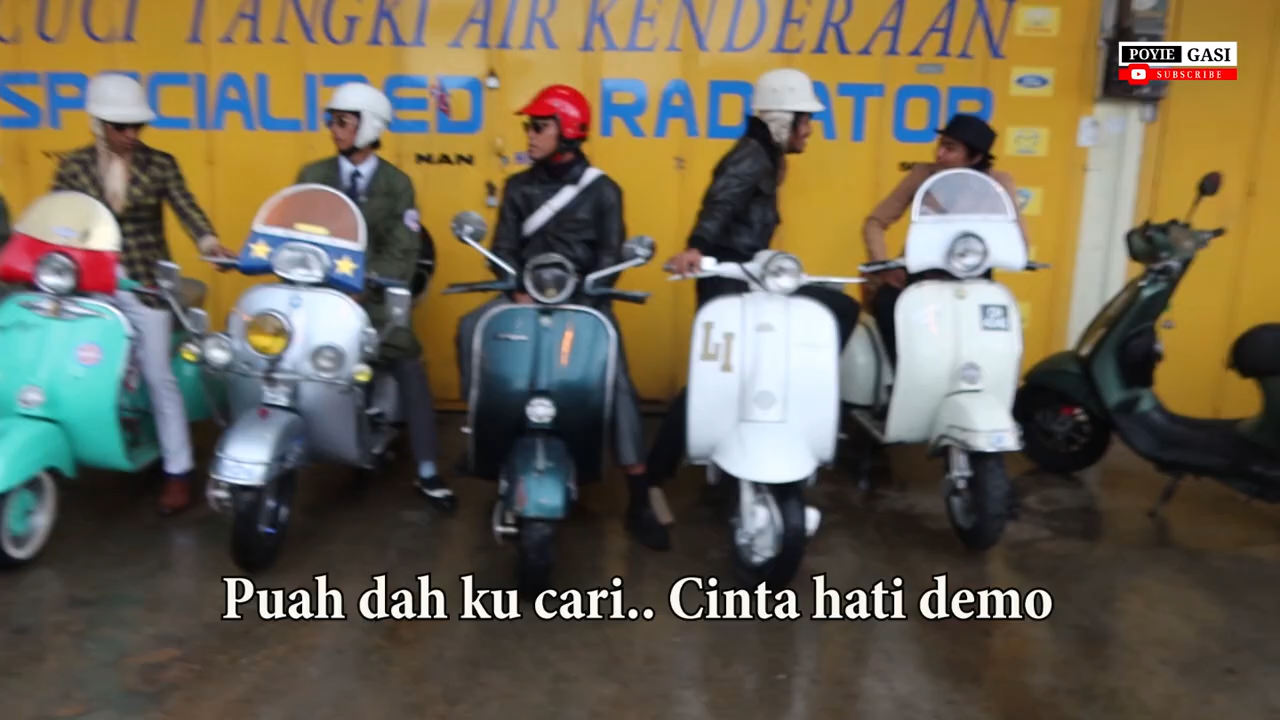 CUCI TANGKI AIR KENDERAAN
SPECIALIZED RADIATOR
NAN
POYIE GASI
SUBSCRIBE
LI
Puah dah ku cari.. Cinta hati demo